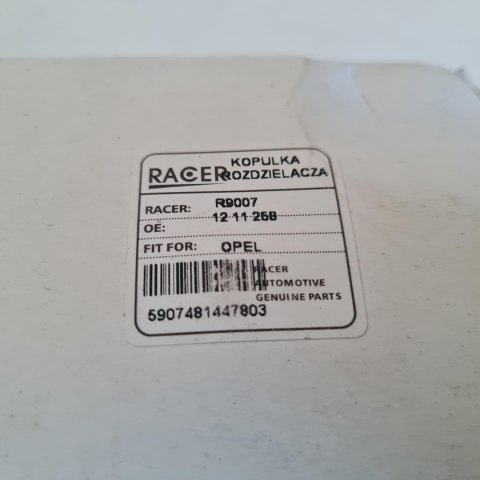 RACER KOPULKA
ROZDZIELACZA
RACER: R9007
OE: 12 11 258
FIT FOR: OPEL
RACER
AUTOMOTIVE
GENUINE PARTS
5907481447803